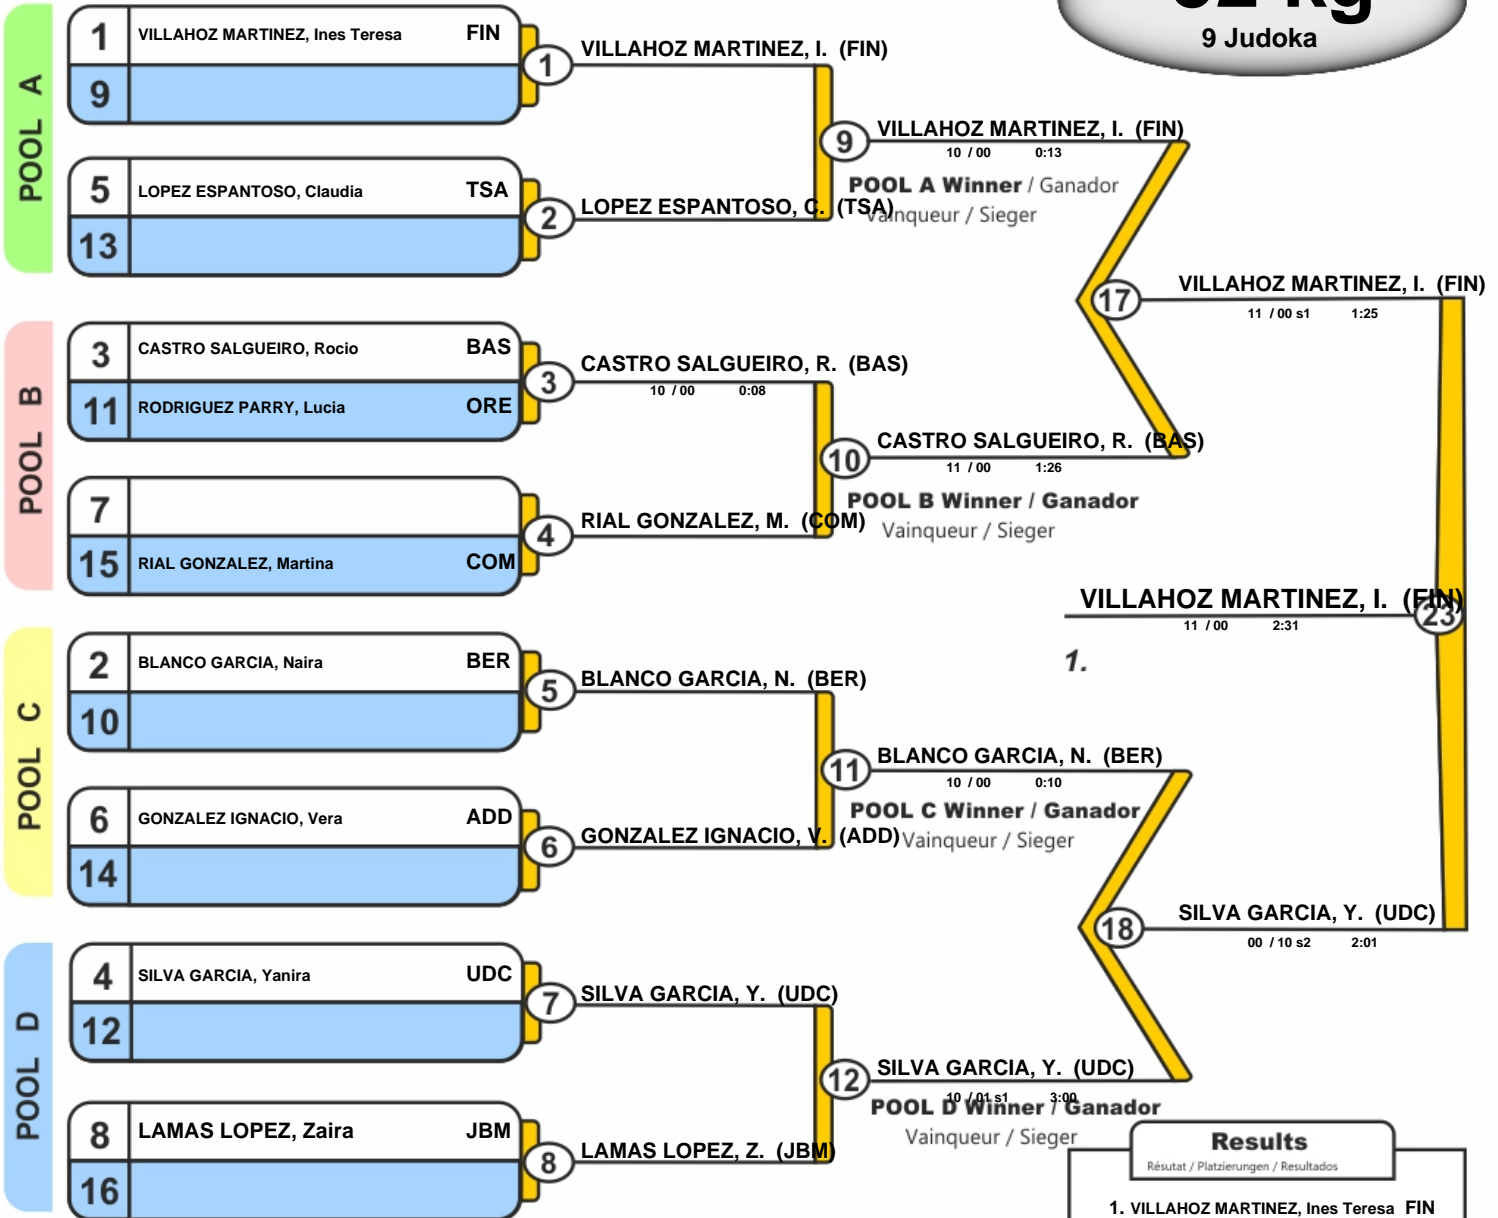 kg
9 Judoka
POOL A
1 VILLAHOZ MARTINEZ, Ines Teresa FIN
9
5 LOPEZ ESPANTOSO, Claudia TSA
13
1 VILLAHOZ MARTINEZ, I. (FIN)
2 LOPEZ ESPANTOSO, C. (TSA)
9 VILLAHOZ MARTINEZ, I. (FIN)
10 / 00 0:13
POOL A Winner / Ganador
Vainqueur / Sieger
POOL B
3 CASTRO SALGUEIRO, Rocio BAS
11 RODRIGUEZ PARRY, Lucia ORE
7
15 RIAL GONZALEZ, Martina COM
3 CASTRO SALGUEIRO, R. (BAS)
10 / 00 0:08
4 RIAL GONZALEZ, M. (COM)
10 CASTRO SALGUEIRO, R. (BAS)
11 / 00 1:26
POOL B Winner / Ganador
Vainqueur / Sieger
17 VILLAHOZ MARTINEZ, I. (FIN)
11 / 00 s1 1:25
VILLAHOZ MARTINEZ, I. (FIN) 23
11 / 00 2:31
1.
POOL C
2 BLANCO GARCIA, Naira BER
10
6 GONZALEZ IGNACIO, Vera ADD
14
5 BLANCO GARCIA, N. (BER)
6 GONZALEZ IGNACIO, V. (ADD)
11 BLANCO GARCIA, N. (BER)
10 / 00 0:10
POOL C Winner / Ganador
Vainqueur / Sieger
18 SILVA GARCIA, Y. (UDC)
00 / 10 s2 2:01
POOL D
4 SILVA GARCIA, Yanira UDC
12
8 LAMAS LOPEZ, Zaira JBM
16
7 SILVA GARCIA, Y. (UDC)
8 LAMAS LOPEZ, Z. (JBM)
12 SILVA GARCIA, Y. (UDC)
10 / 01 s1 3:00
POOL D Winner / Ganador
Vainqueur / Sieger
Results
Résutat / Platzierungen / Resultados
1. VILLAHOZ MARTINEZ, Ines Teresa FIN